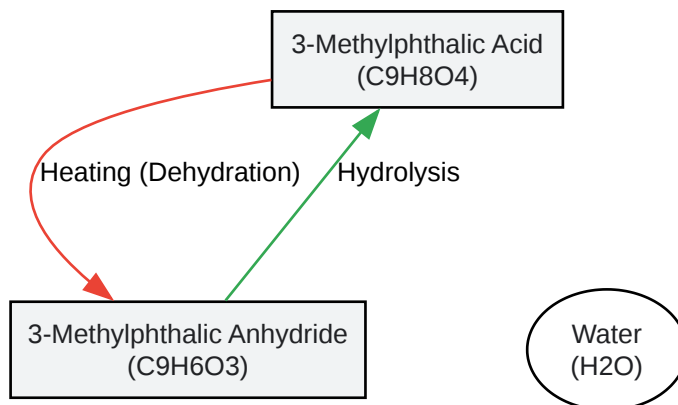 3-Methylphthalic Acid
(C9H8O4)
Heating (Dehydration)
Hydrolysis
3-Methylphthalic Anhydride
(C9H6O3)
Water
(H2O)